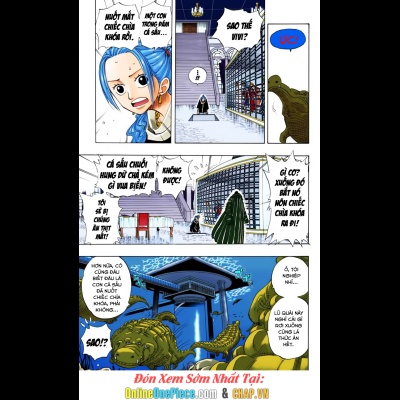 NUỐT MẤT
CHIẾC CHÌA
KHÓA RỒI.
MỘT CON
TRONG ĐÁM
CÁ SẤU...
SAO THẾ
VIVI?
ỰC!
...
!?
CÁ SẤU CHUỐI
HUNG DỮ CHẢ KÉM
GÌ VUA BIỂN!
TÔI
SẼ BỊ
CHÚNG
ĂN THỊT
MẤT!
KHÔNG
ĐƯỢC!
GÌ CƠ?
XUỐNG ĐÓ
BẮT NÓ
NÔN CHIẾC
CHÌA KHÓA
RA ĐI!
HƠN NỮA, CÔ
CŨNG ĐÂU
BIẾT ĐÂU LÀ
CON CÁ SẤU
ĐÃ NUỐT
CHIẾC CHÌA
KHÓA, PHẢI
KHÔNG...
SAO!?
Ồ, TỘI
NGHIỆP
NHỈ...
LŨ QUÁI NÀY
NGHĨ CÁI GÌ
RƠI XUỐNG
CŨNG LÀ
THỨC ĂN
HẾT.
Đón Xem Sớm Nhất Tại:
OnlineOnePiece.com & CHAP.VN